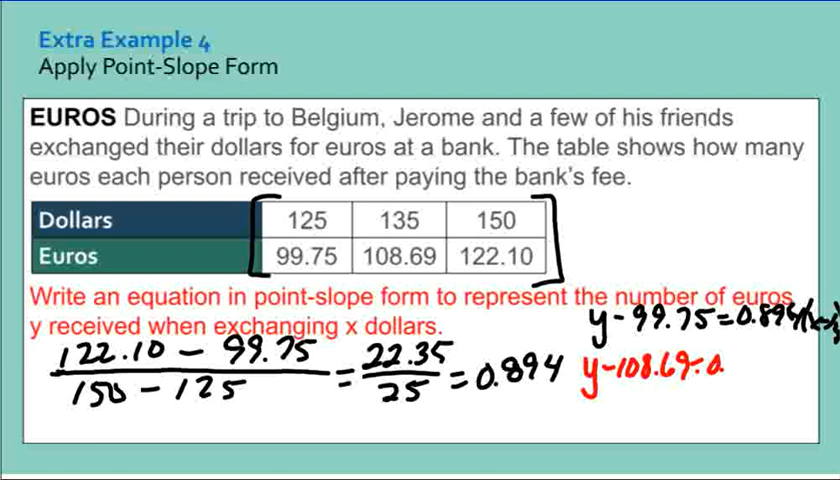 Extra Example 4
Apply Point-Slope Form
EUROS During a trip to Belgium, Jerome and a few of his friends
exchanged their dollars for euros at a bank. The table shows how many
euros each person received after paying the bank's fee.
Dollars 125 135 150
Euros 99.75 108.69 122.10
Write an equation in point-slope form to represent the number of euros
y received when exchanging x dollars.
y - 99.75 = 0.894(x-
122.10 - 99.75 / 150 - 125 = 22.35 / 25 = 0.894
y-108.69=0.